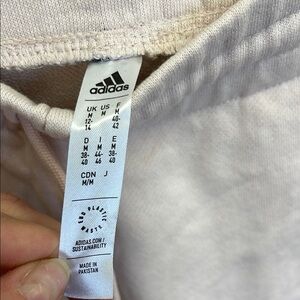 adidas
UK US F
M M M
12- 40-
14 42
D I E
M M M
38- 44- 38-
40 46 40
CDN J
M/M
END PLASTIC WASTE
ADIDAS.COM/
SUSTAINABILITY
MADE IN
PAKISTAN